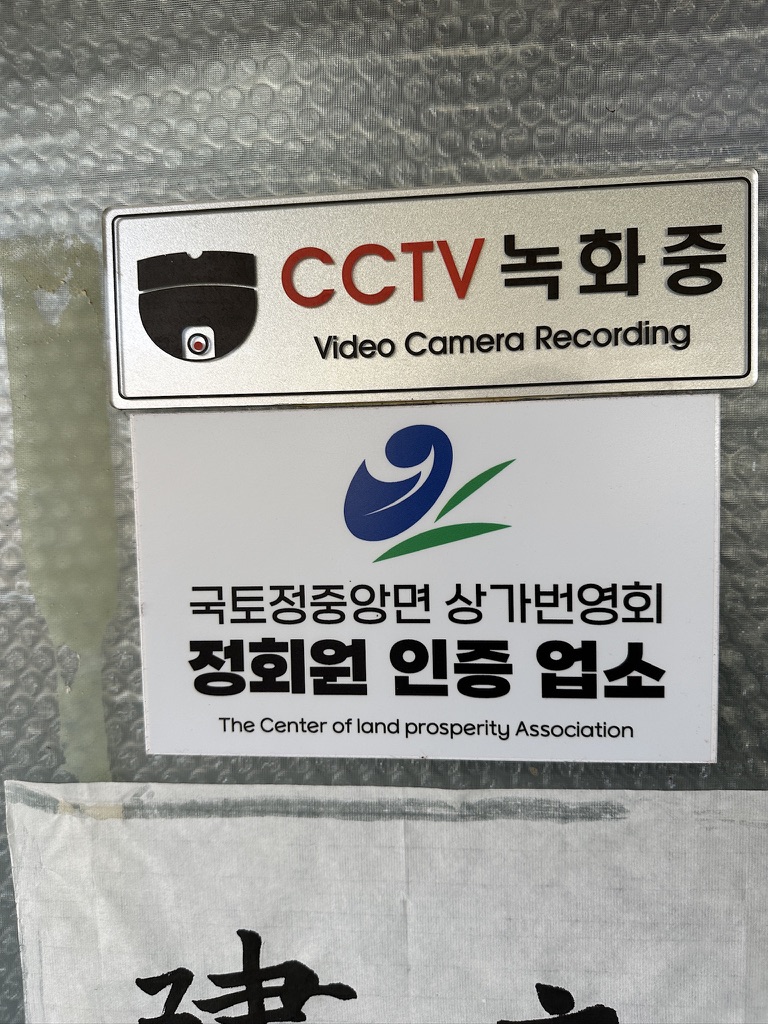 CCTV 녹화중
Video Camera Recording
국토정중앙면 상가번영회
정회원 인증 업소
The Center of land prosperity Association